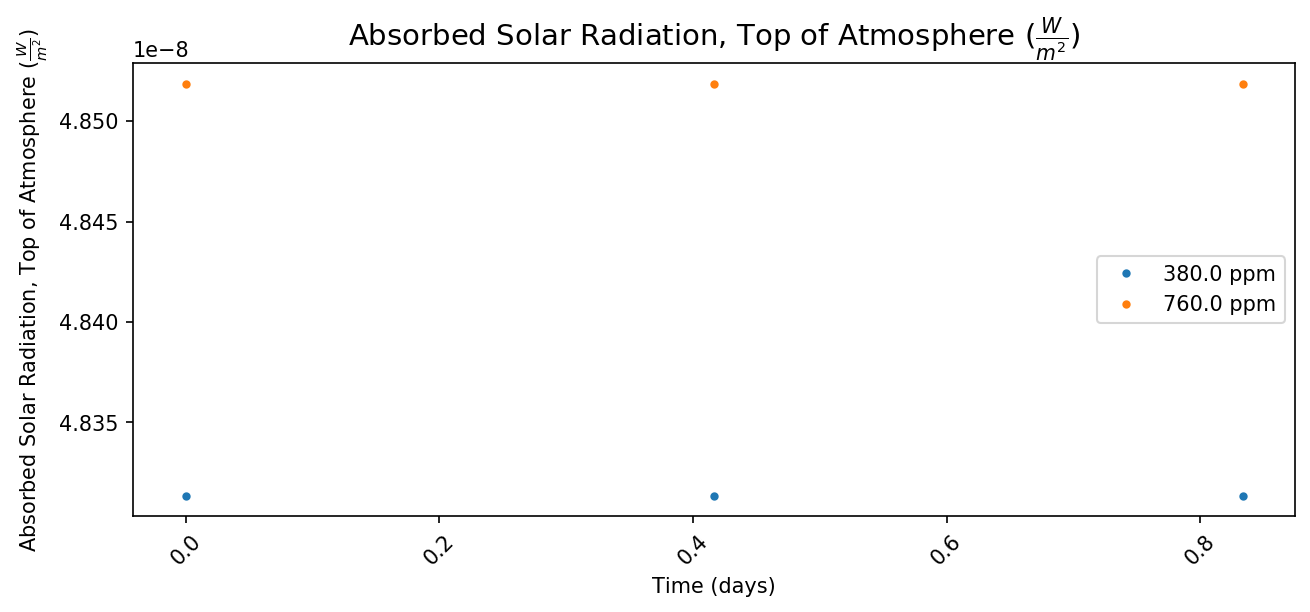 Absorbed Solar Radiation, Top of Atmosphere (W/m²)
1e−8
Absorbed Solar Radiation, Top of Atmosphere (W/m²)
4.850
4.845
4.840
4.835
380.0 ppm
760.0 ppm
0.0 0.2 0.4 0.6 0.8
Time (days)